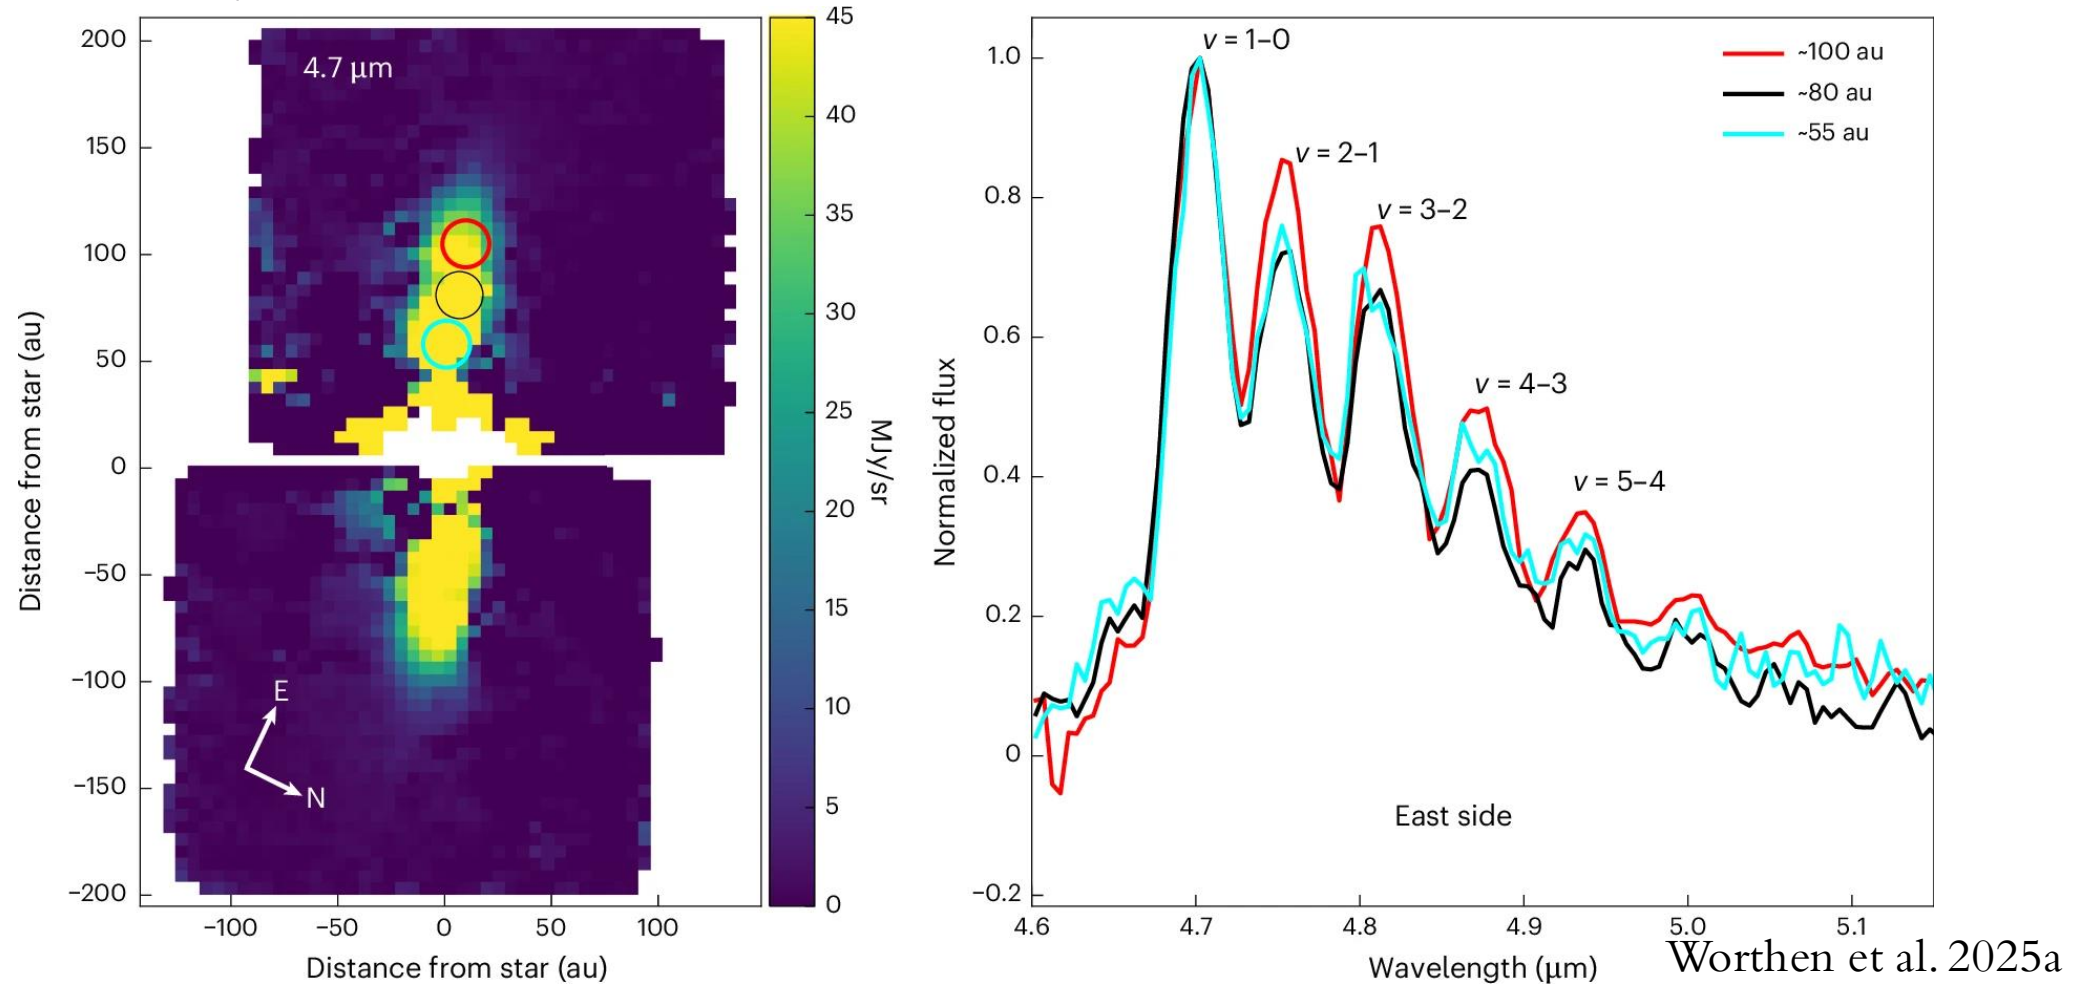 4.7 μm
200
150
100
50
0
−50
−100
−150
−200
Distance from star (au)
E
N
−100
−50
0
50
100
Distance from star (au)
45
40
35
30
25
20
15
10
5
0
MJy/sr
1.0
0.8
0.6
0.4
0.2
0
−0.2
Normalized flux
v = 1–0
v = 2–1
v = 3–2
v = 4–3
v = 5–4
~100 au
~80 au
~55 au
East side
4.6
4.7
4.8
4.9
5.0
5.1
Wavelength (μm)
Worthen et al. 2025a